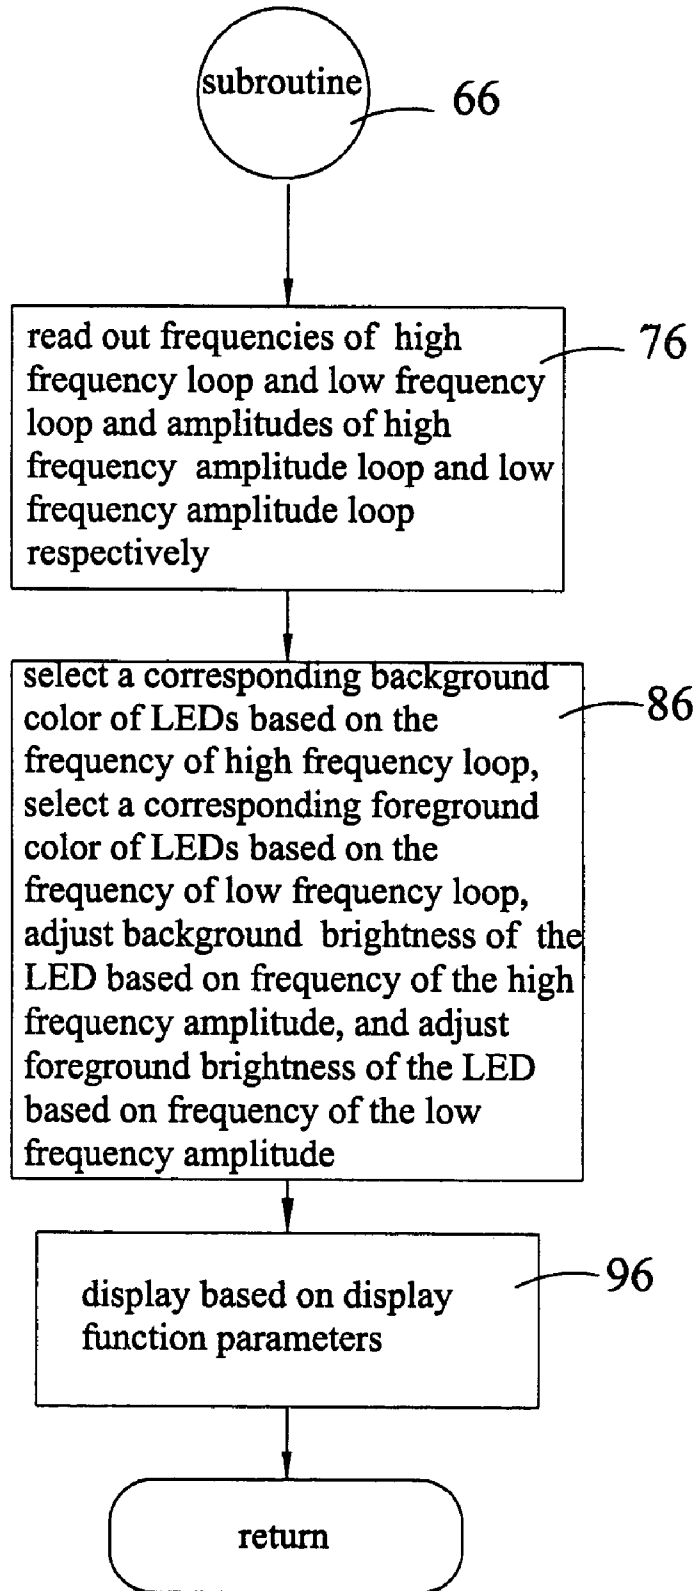 subroutine
66
read out frequencies of high
frequency loop and low frequency
loop and amplitudes of high
frequency amplitude loop and low
frequency amplitude loop
respectively
76
select a corresponding background
color of LEDs based on the
frequency of high frequency loop,
select a corresponding foreground
color of LEDs based on the
frequency of low frequency loop,
adjust background brightness of the
LED based on frequency of the high
frequency amplitude, and adjust
foreground brightness of the LED
based on frequency of the low
frequency amplitude
86
display based on display
function parameters
96
return